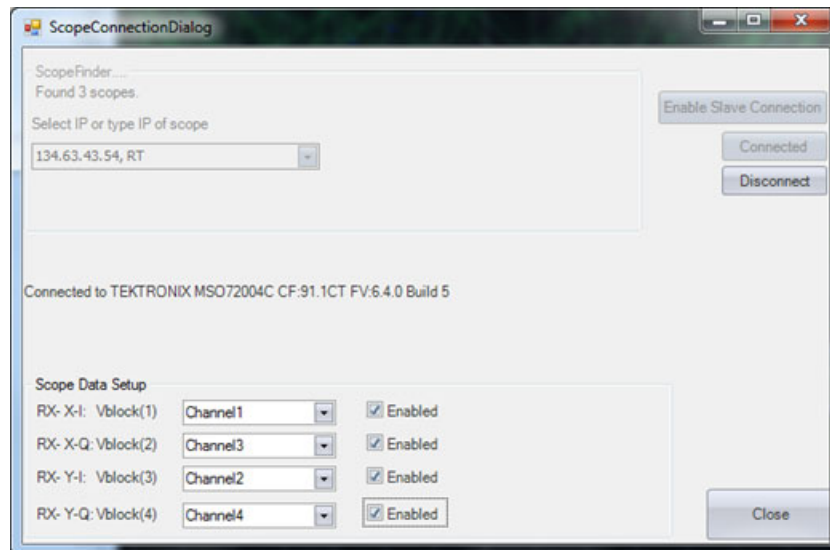 ScopeConnectionDialog
ScopeFinder....
Found 3 scopes.
Select IP or type IP of scope
134.63.43.54, RT
Enable Slave Connection
Connected
Disconnect
Connected to TEKTRONIX MSO72004C CF:91.1CT FV:6.4.0 Build 5
Scope Data Setup
RX- X-I: Vblock(1) Channel1 Enabled
RX- X-Q: Vblock(2) Channel3 Enabled
RX- Y-I: Vblock(3) Channel2 Enabled
RX- Y-Q: Vblock(4) Channel4 Enabled
Close